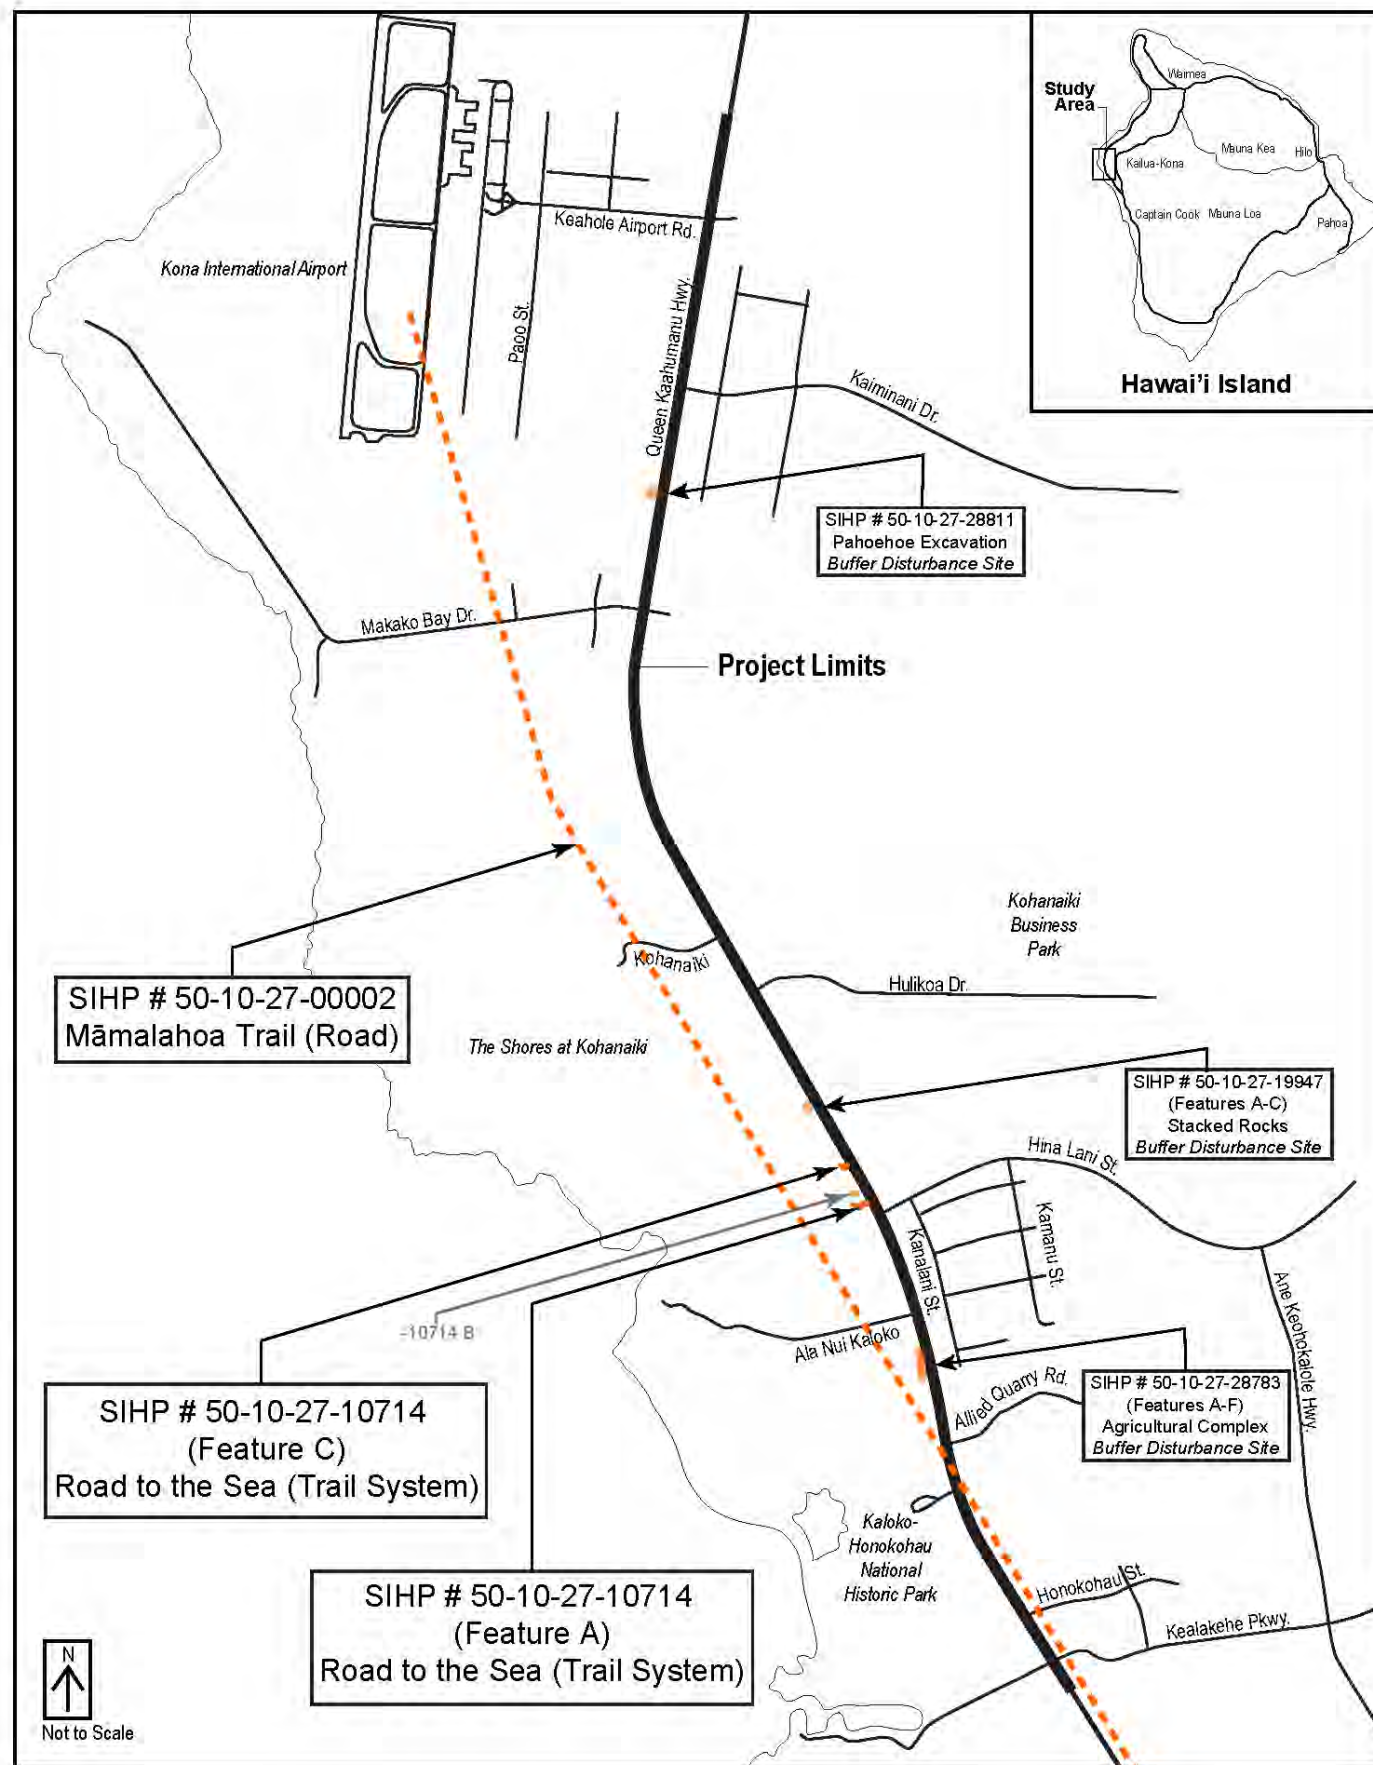 Study
Area
Waimea
Mauna Kea
Hilo
Kailua-Kona
Captain Cook
Mauna Loa
Pahoa
Hawai'i Island
Keahole Airport Rd.
Kona International Airport
Paoo St.
Queen Kaahumanu Hwy.
Kaiminani Dr.
SIHP # 50-10-27-28811
Pahoehoe Excavation
Buffer Disturbance Site
Makako Bay Dr.
Project Limits
Kohanaiki
Business
Park
Kohanaiki
Hulikoa Dr.
SIHP # 50-10-27-00002
Māmalahoa Trail (Road)
The Shores at Kohanaiki
SIHP # 50-10-27-19947
(Features A-C)
Stacked Rocks
Buffer Disturbance Site
Hina Lani St.
Kanalani St.
Kamanu St.
Ane Keohokalole Hwy.
-10714 B
Ala Nui Kaloko
Allied Quarry Rd.
SIHP # 50-10-27-28783
(Features A-F)
Agricultural Complex
Buffer Disturbance Site
SIHP # 50-10-27-10714
(Feature C)
Road to the Sea (Trail System)
Kaloko-
Honokohau
National
Historic Park
SIHP # 50-10-27-10714
(Feature A)
Road to the Sea (Trail System)
Honokohau St.
Kealakehe Pkwy.
N
Not to Scale